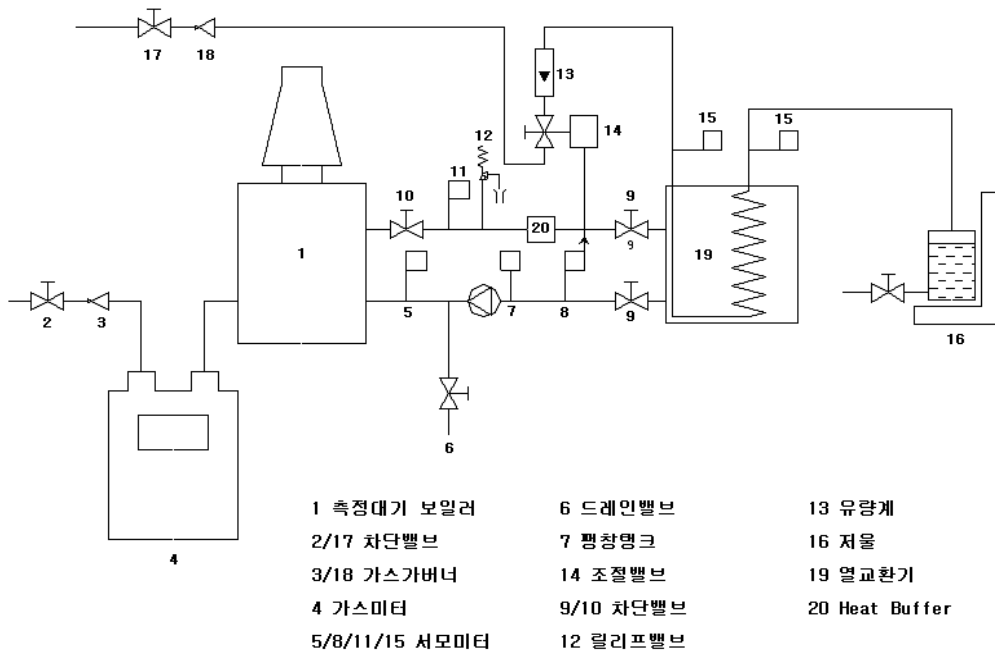 17
18
13
14
15
15
12
11
10
20
9
9
1
19
2
3
5
7
8
9
16
6
4
1 측정대기 보일러
6 드레인밸브
13 유량계
2/17 차단밸브
7 팽창탱크
16 저울
3/18 가스가버너
14 조절밸브
19 열교환기
4 가스미터
9/10 차단밸브
20 Heat Buffer
5/8/11/15 서모미터
12 릴리프밸브